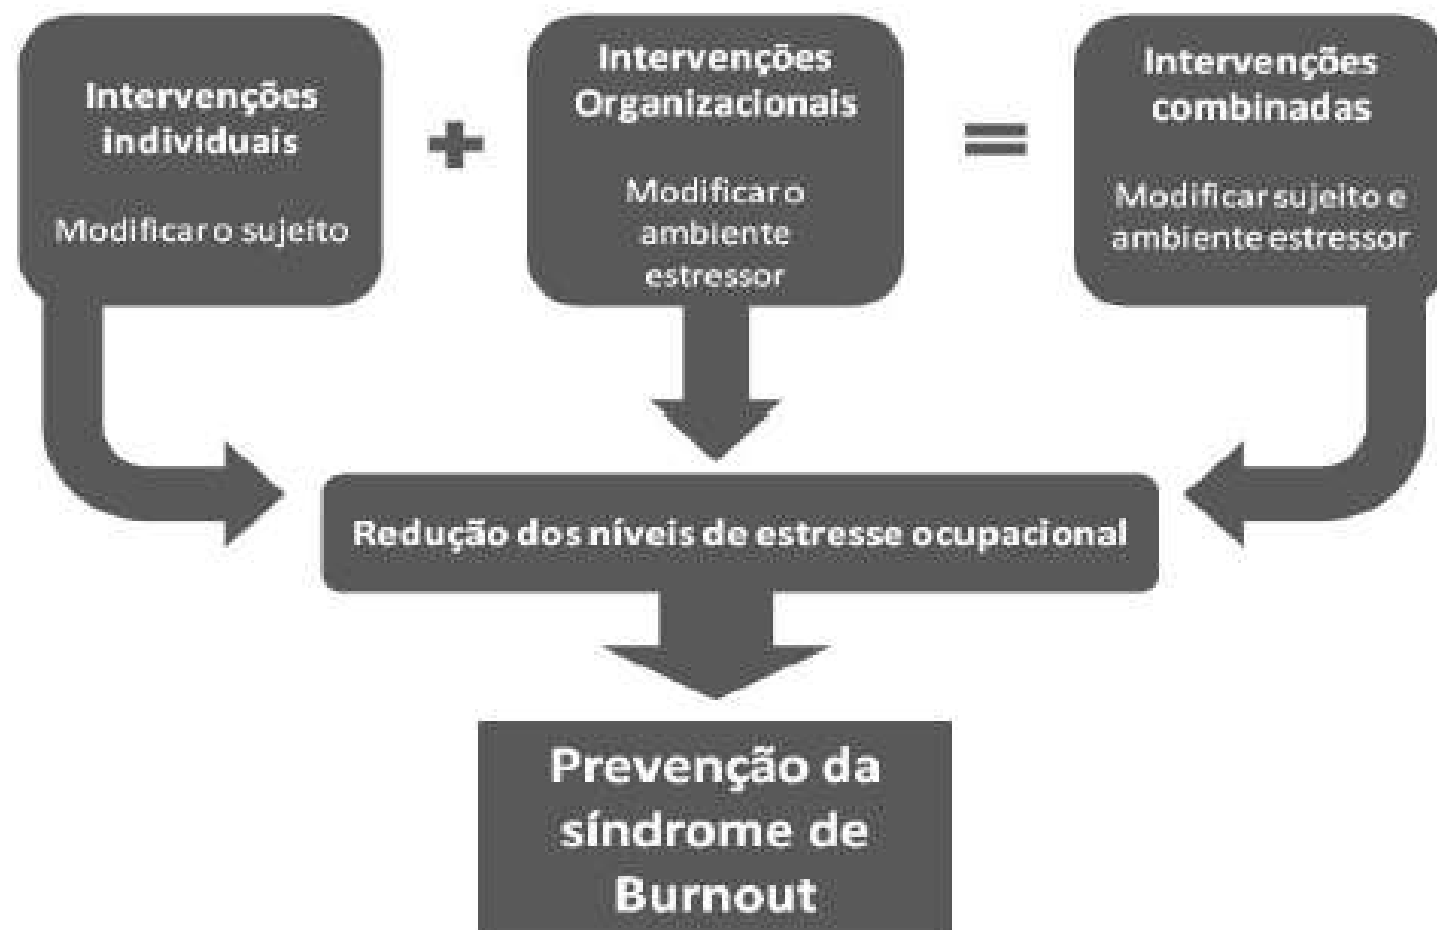 Intervenções
individuais
Modificar o sujeito
+
Intervenções
Organizacionais
Modificar o
ambiente
estressor
=
Intervenções
combinadas
Modificar sujeito e
ambiente estressor
Redução dos níveis de estresse ocupacional
Prevenção da
síndrome de
Burnout